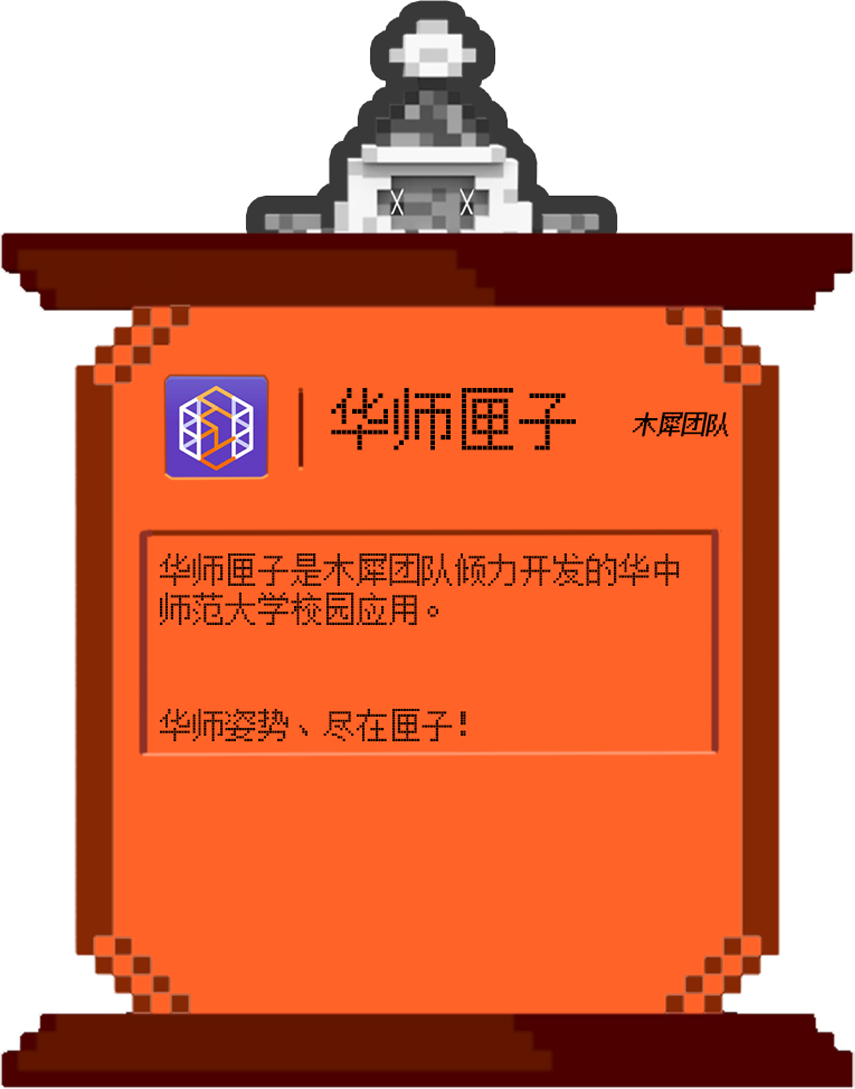 华师匣子
木犀团队
华师匣子是木犀团队倾力开发的华中
师范大学校园应用。
华师姿势、尽在匣子!